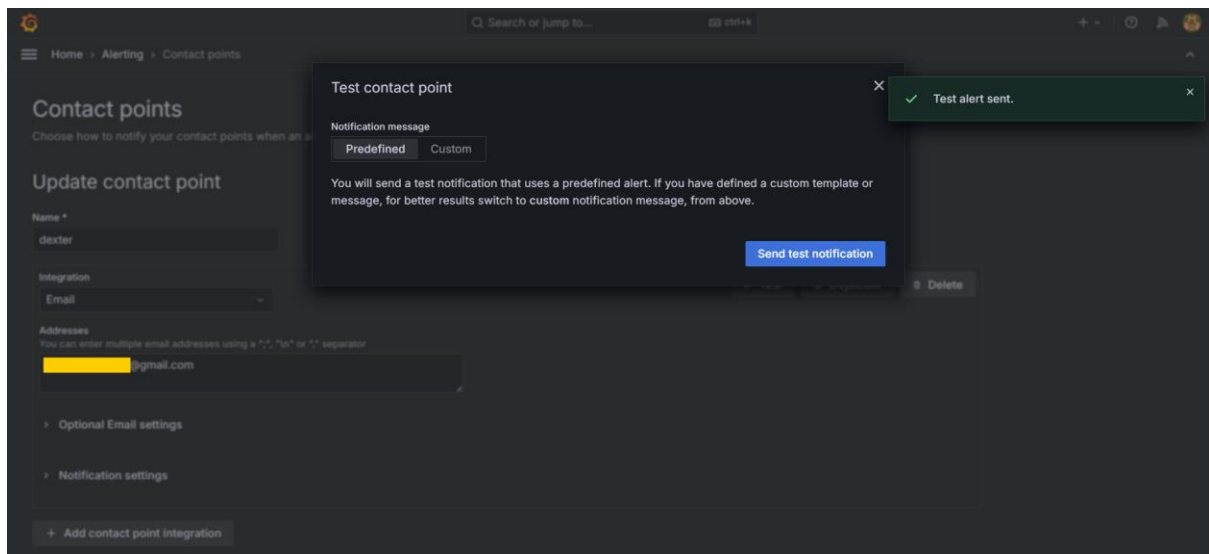 Search or jump to...
ctrl+k
Home › Alerting › Contact points
Contact points
Choose how to notify your contact points when an a
Test contact point
Notification message
Predefined
Custom
You will send a test notification that uses a predefined alert. If you have defined a custom template or
message, for better results switch to custom notification message, from above.
Send test notification
Test alert sent.
Update contact point
Name *
dexter
Integration
Email
Delete
Addresses
You can enter multiple email addresses using a ";", "\n" or "," separator
@gmail.com
Optional Email settings
Notification settings
+ Add contact point integration